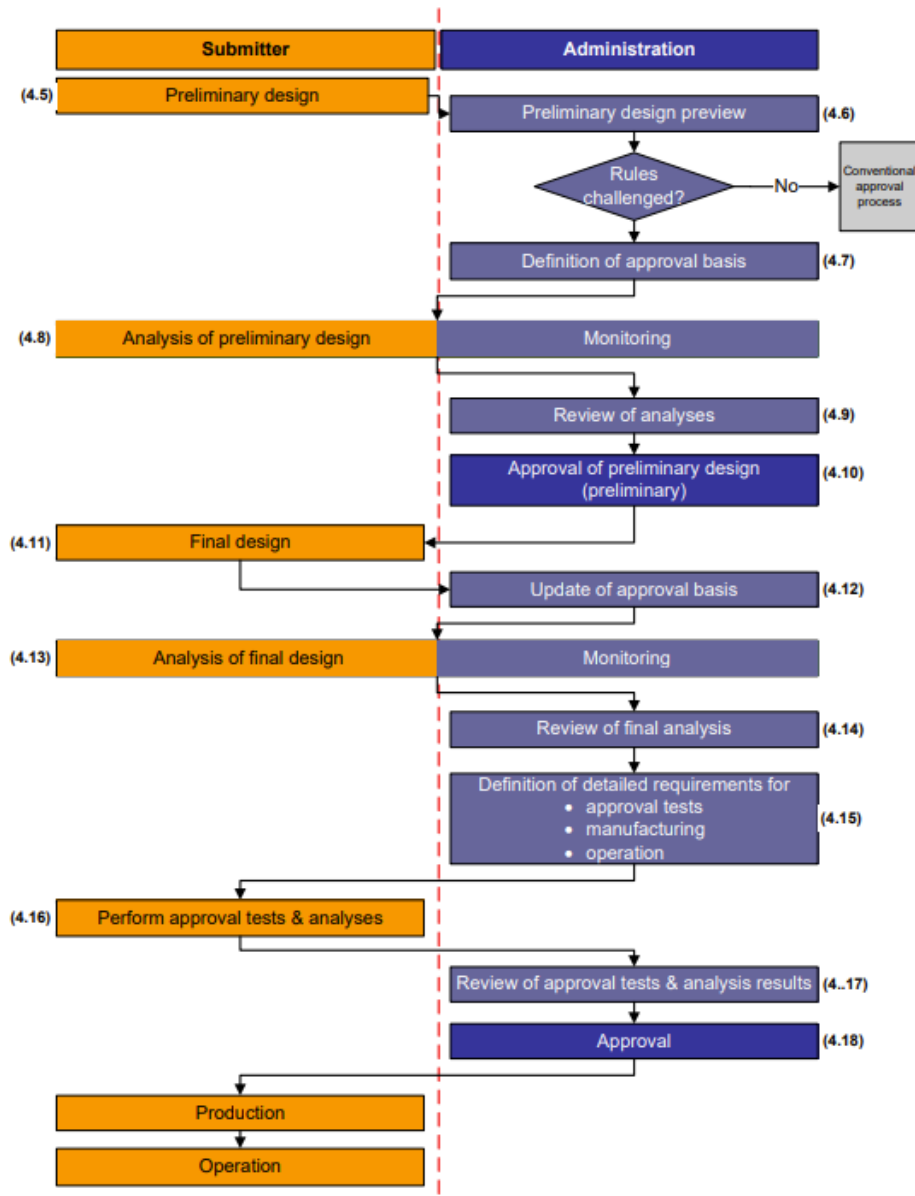 Submitter
Administration
(4.5)
Preliminary design
Preliminary design preview
(4.6)
Rules
challenged?
No
Conventional
approval
process
Definition of approval basis
(4.7)
(4.8)
Analysis of preliminary design
Monitoring
Review of analyses
(4.9)
Approval of preliminary design
(preliminary)
(4.10)
(4.11)
Final design
Update of approval basis
(4.12)
(4.13)
Analysis of final design
Monitoring
Review of final analysis
(4.14)
Definition of detailed requirements for
• approval tests
• manufacturing
• operation
(4.15)
(4.16)
Perform approval tests & analyses
Review of approval tests & analysis results
(4..17)
Approval
(4.18)
Production
Operation